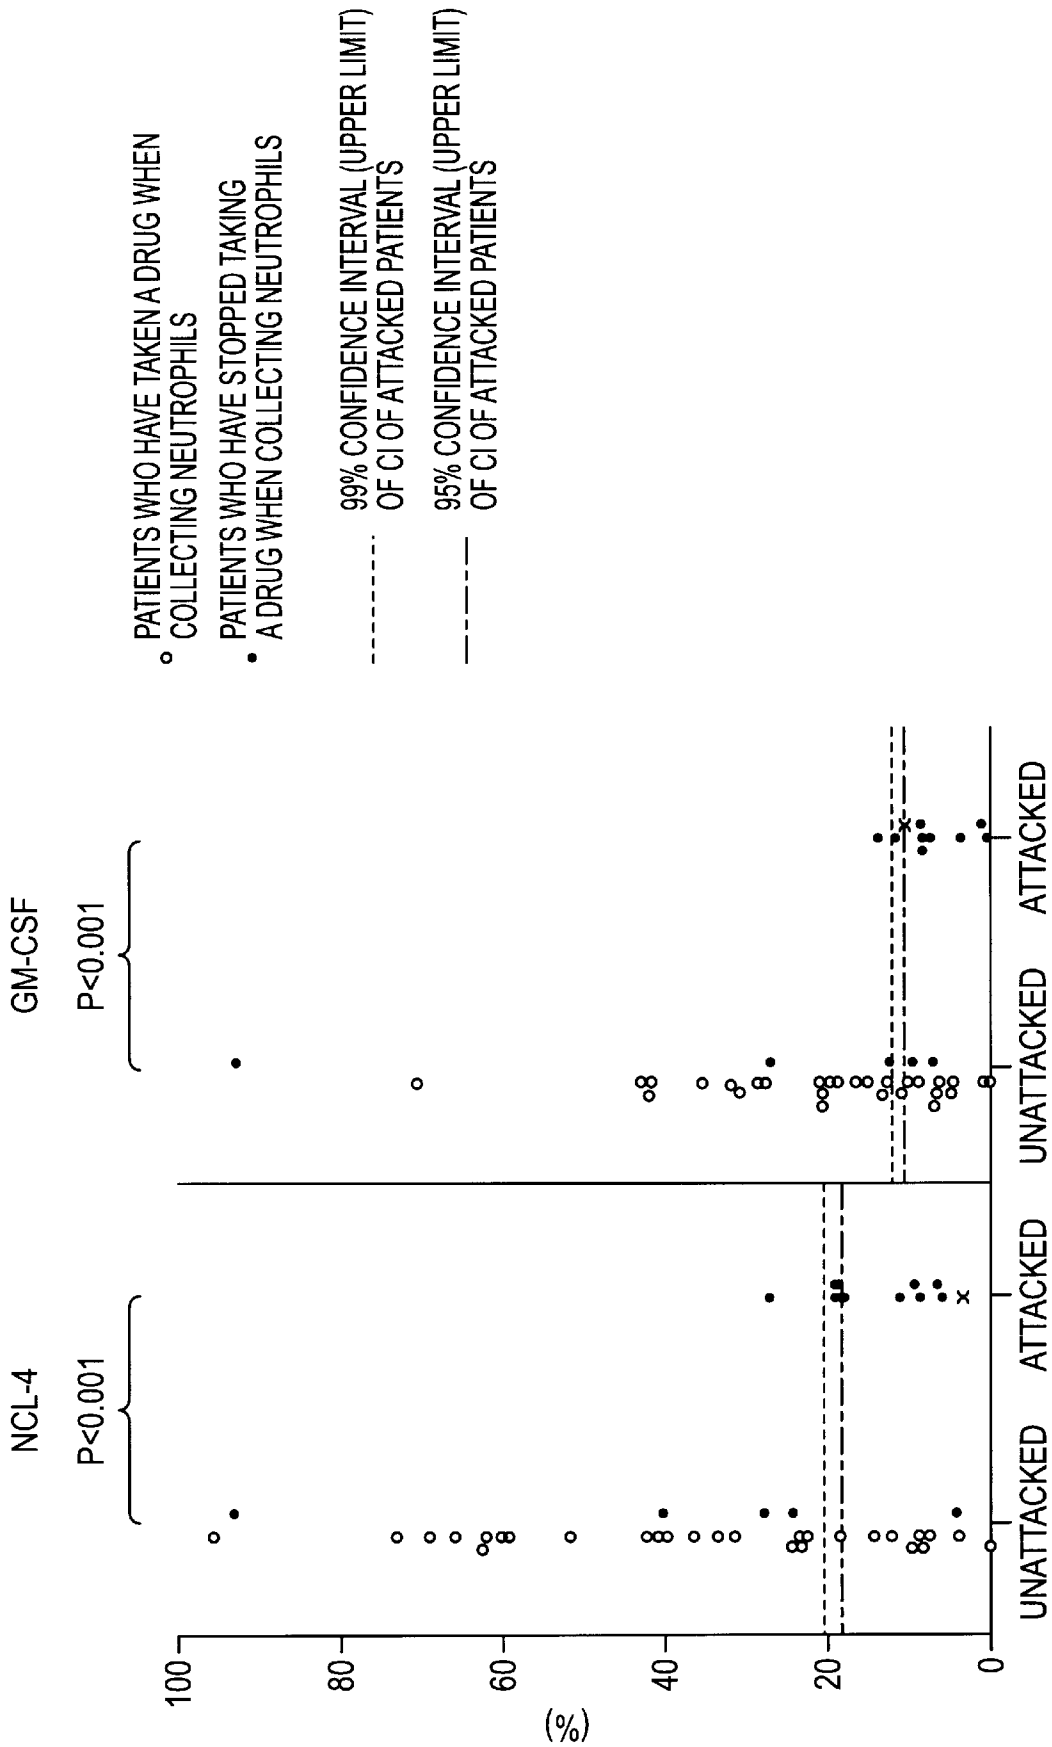 NCL-4
GM-CSF
P<0.001
P<0.001
(%)
100
80
60
40
20
0
UNATTACKED
ATTACKED
UNATTACKED
ATTACKED
PATIENTS WHO HAVE TAKEN A DRUG WHEN
COLLECTING NEUTROPHILS
PATIENTS WHO HAVE STOPPED TAKING
A DRUG WHEN COLLECTING NEUTROPHILS
99% CONFIDENCE INTERVAL (UPPER LIMIT)
OF CI OF ATTACKED PATIENTS
95% CONFIDENCE INTERVAL (UPPER LIMIT)
OF CI OF ATTACKED PATIENTS